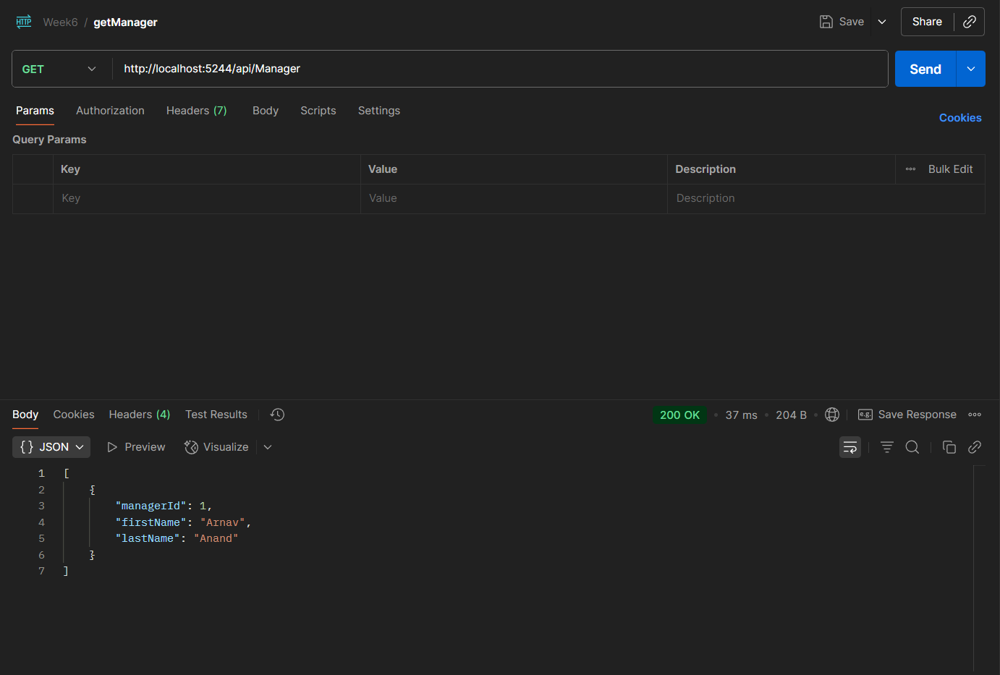 HTTP Week6 / getManager Save Share
GET http://localhost:5244/api/Manager Send
Params Authorization Headers (7) Body Scripts Settings Cookies
Query Params
Key Value Description Bulk Edit
Key Value Description
Body Cookies Headers (4) Test Results 200 OK • 37 ms • 204 B • e.g. Save Response
{} JSON Preview Visualize
1 [
2 {
3 "managerId": 1,
4 "firstName": "Arnav",
5 "lastName": "Anand"
6 }
7 ]